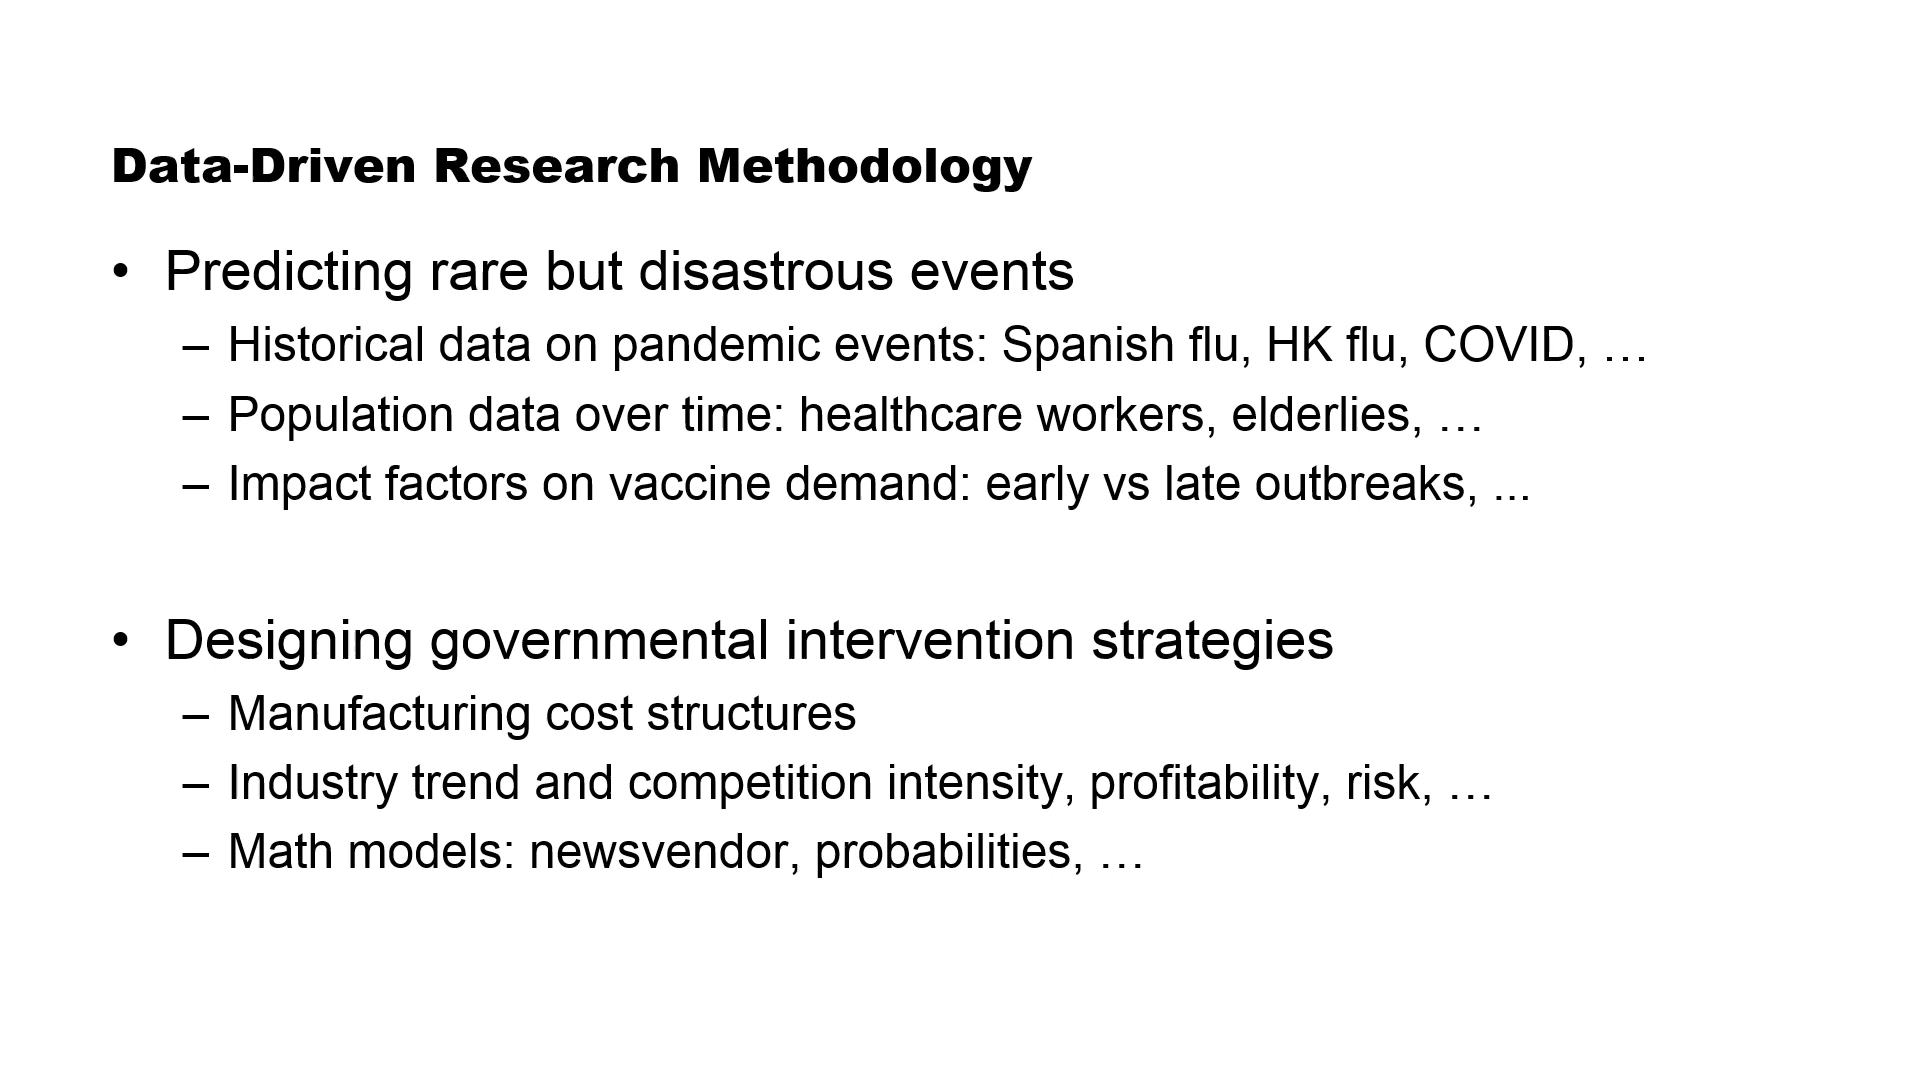 Data-Driven Research Methodology
• Predicting rare but disastrous events
– Historical data on pandemic events: Spanish flu, HK flu, COVID, …
– Population data over time: healthcare workers, elderlies, …
– Impact factors on vaccine demand: early vs late outbreaks, ...
• Designing governmental intervention strategies
– Manufacturing cost structures
– Industry trend and competition intensity, profitability, risk, …
– Math models: newsvendor, probabilities, …